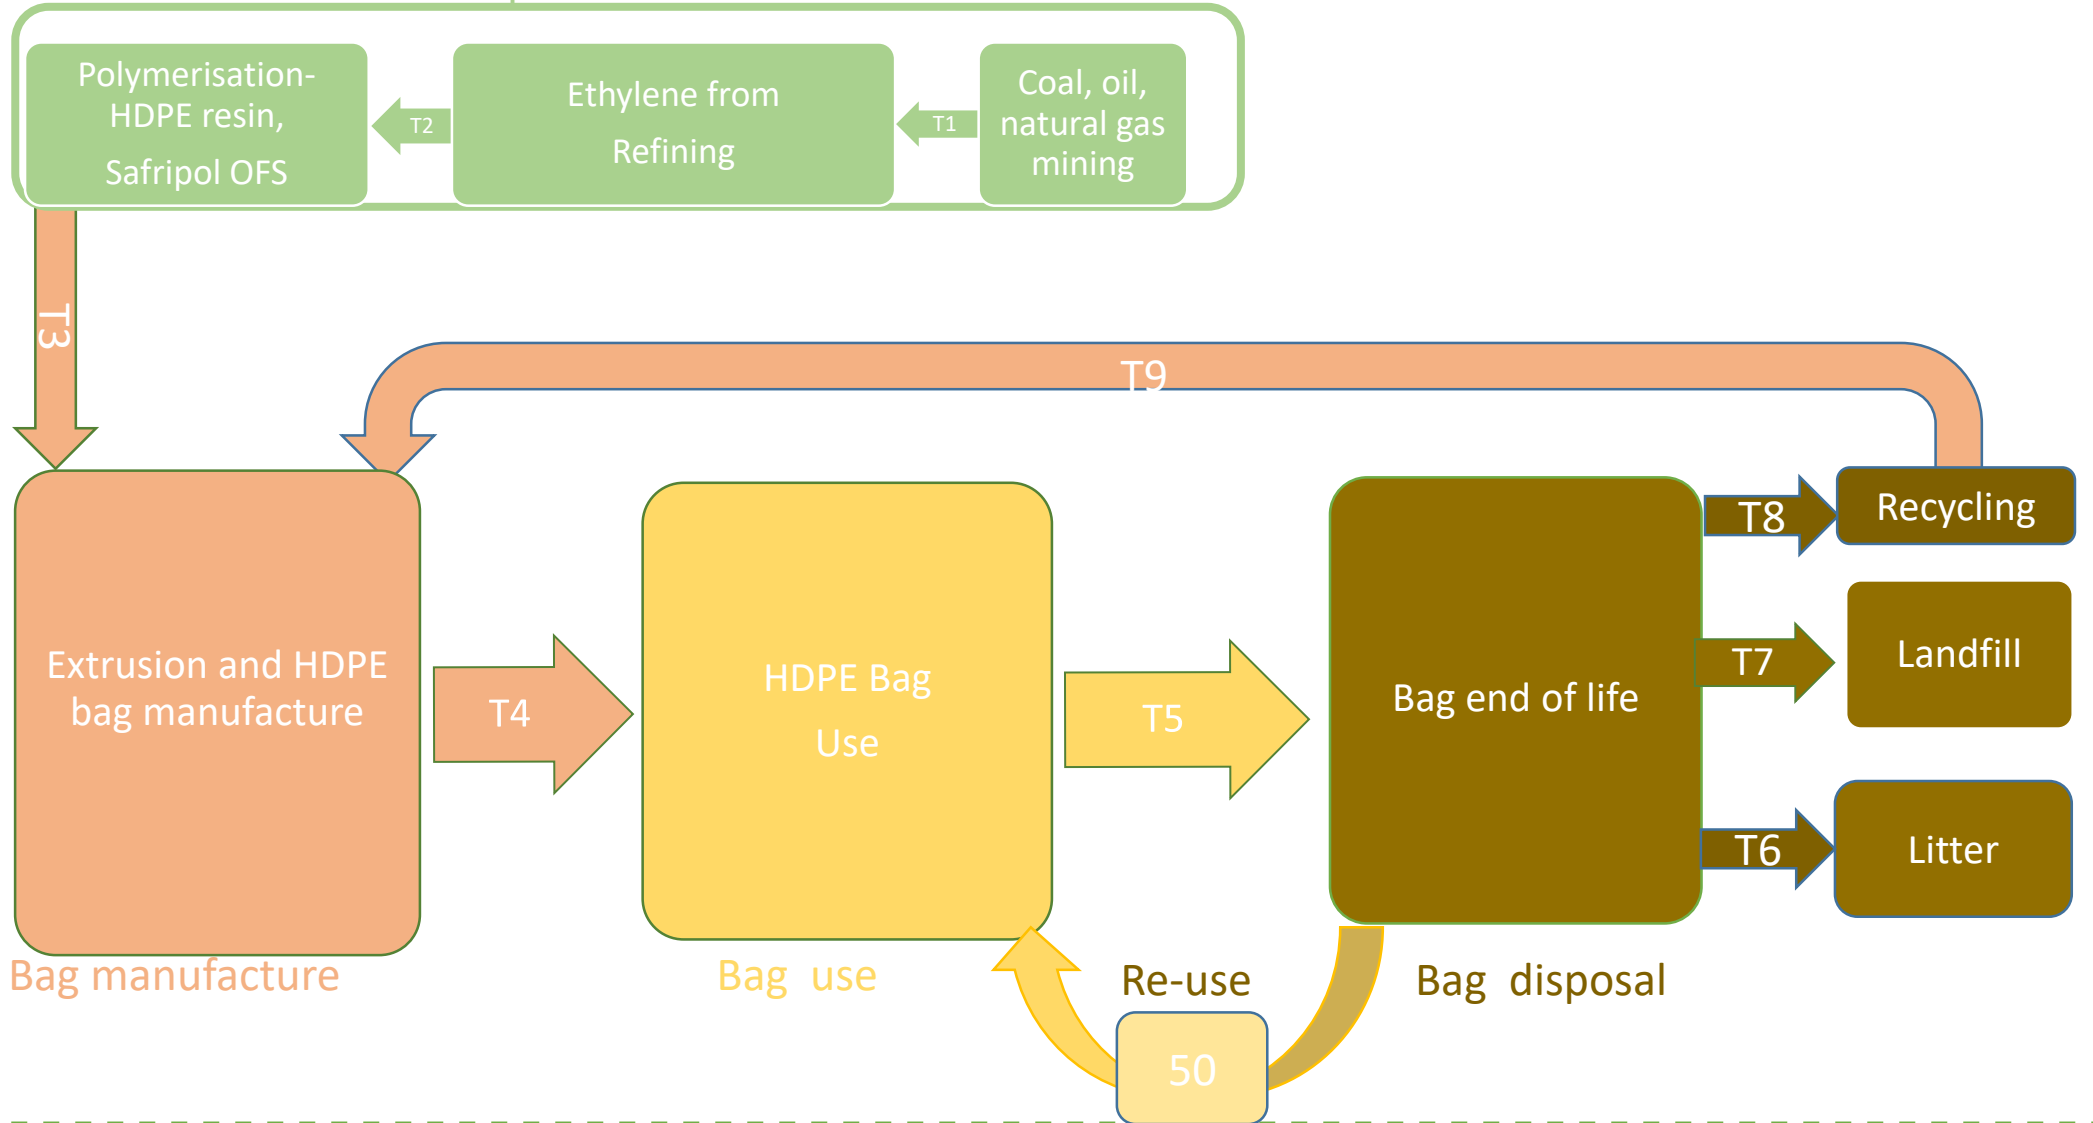 Polymerisation-
HDPE resin,
Safripol OFS
T2
Ethylene from
Refining
T1
Coal, oil,
natural gas
mining
T3
T9
Extrusion and HDPE
bag manufacture
T4
HDPE Bag
Use
T5
Bag end of life
T8
Recycling
T7
Landfill
T6
Litter
Bag manufacture
Bag use
Re-use
Bag disposal
50